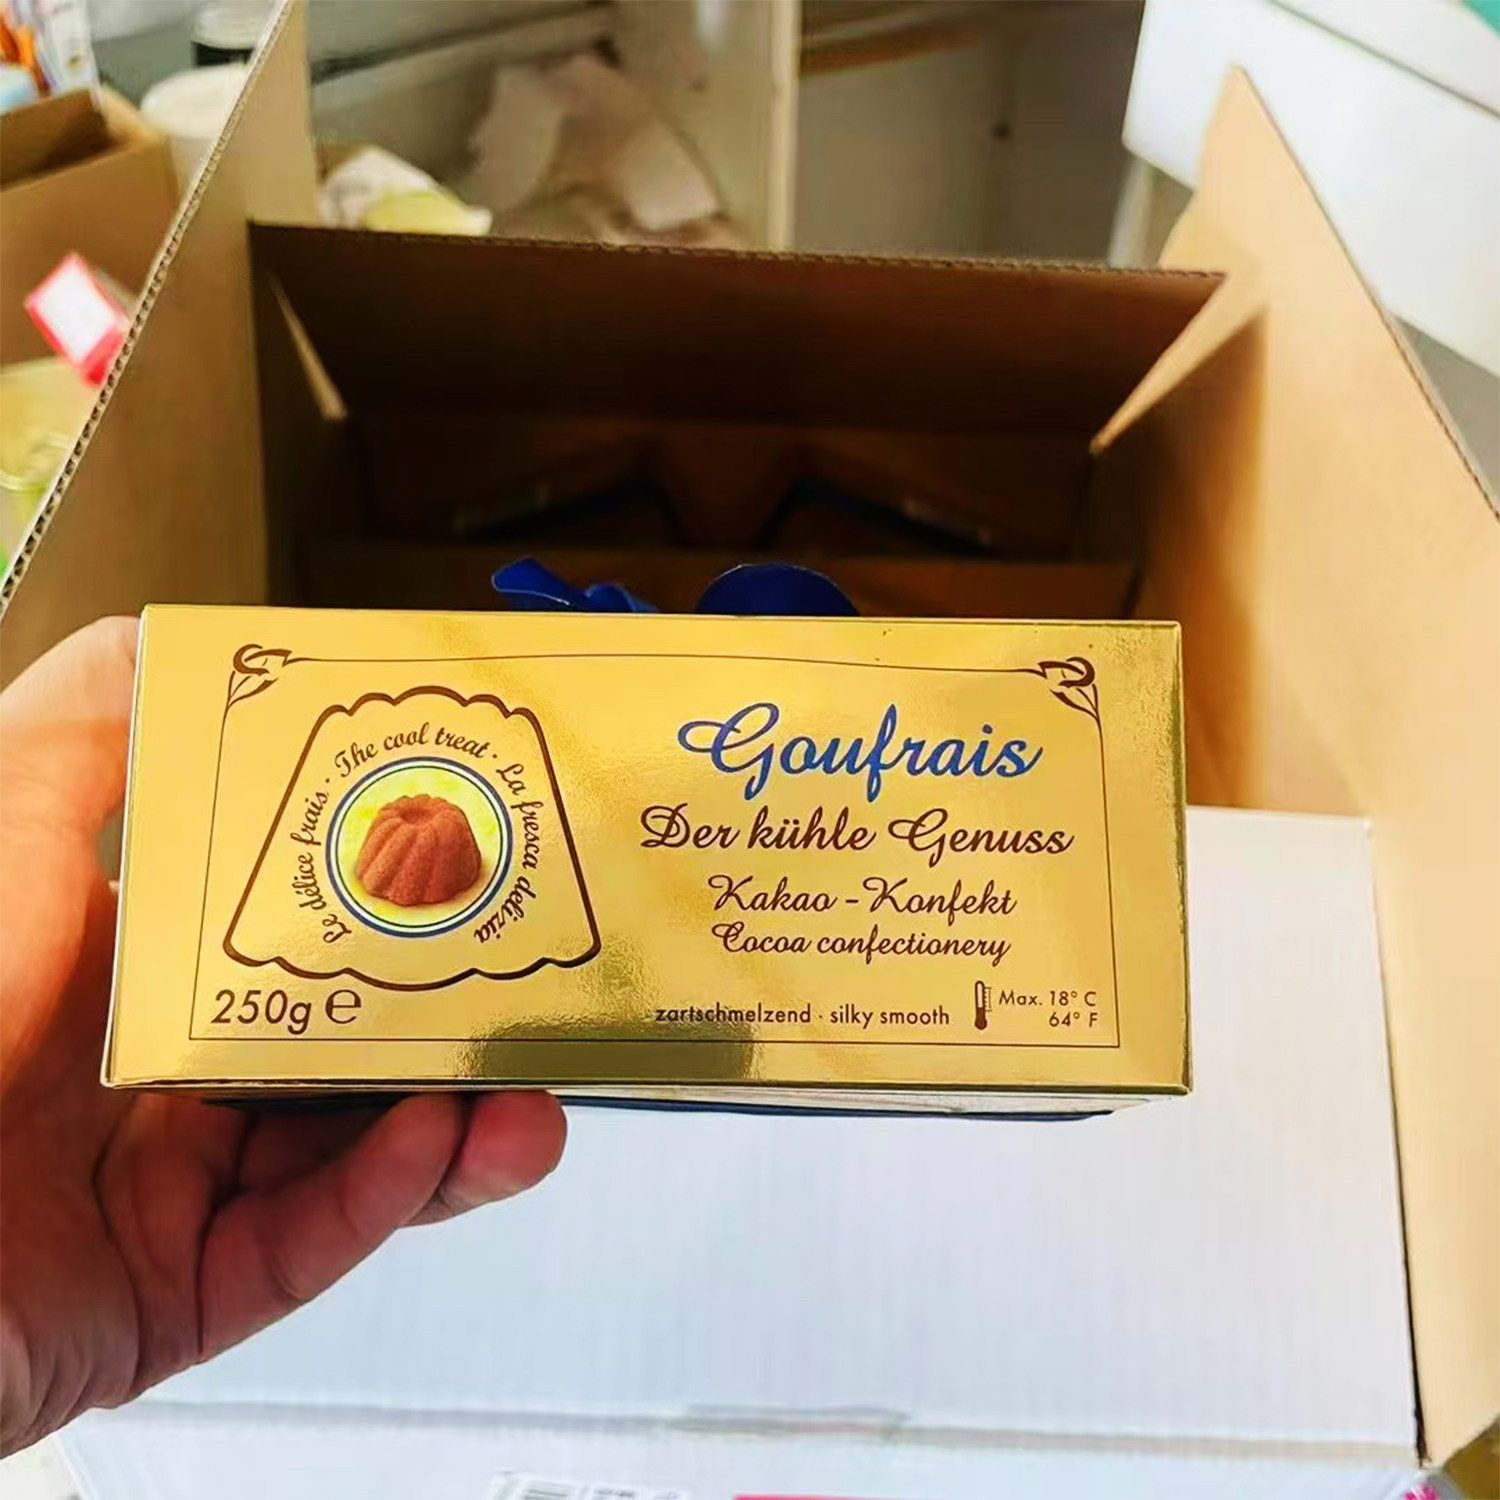 Le délice frais · The cool treat · La fresca delizia
Goufrais
Der kühle Genuss
Kakao - Konfekt
Cocoa confectionery
250g ℮
zartschmelzend · silky smooth
Max. 18° C
64° F